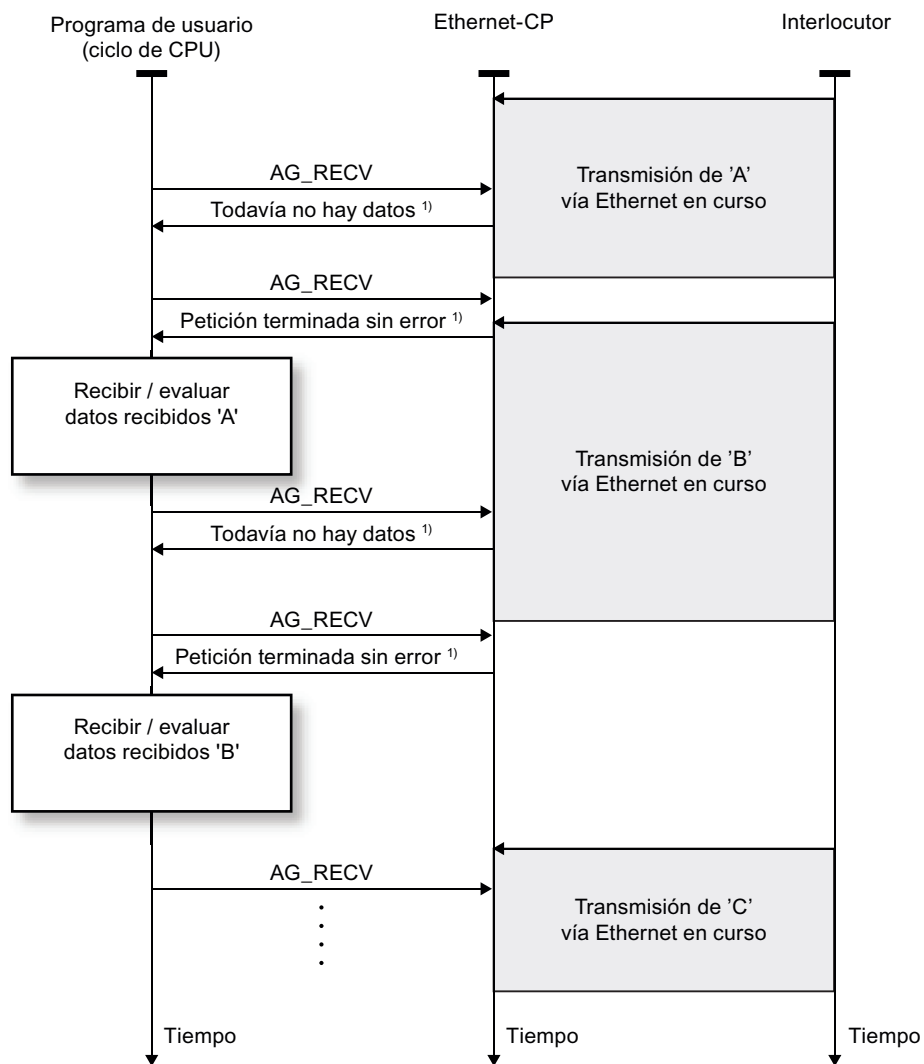 Programa de usuario
(ciclo de CPU)
Ethernet-CP
Interlocutor
Transmisión de ’A’
vía Ethernet en curso
AG_RECV
Todavía no hay datos 1)
AG_RECV
Petición terminada sin error 1)
Recibir / evaluar
datos recibidos 'A'
Transmisión de ’B’
vía Ethernet en curso
AG_RECV
Todavía no hay datos 1)
AG_RECV
Petición terminada sin error 1)
Recibir / evaluar
datos recibidos 'B'
AG_RECV
Transmisión de ’C’
vía Ethernet en curso
Tiempo
Tiempo
Tiempo